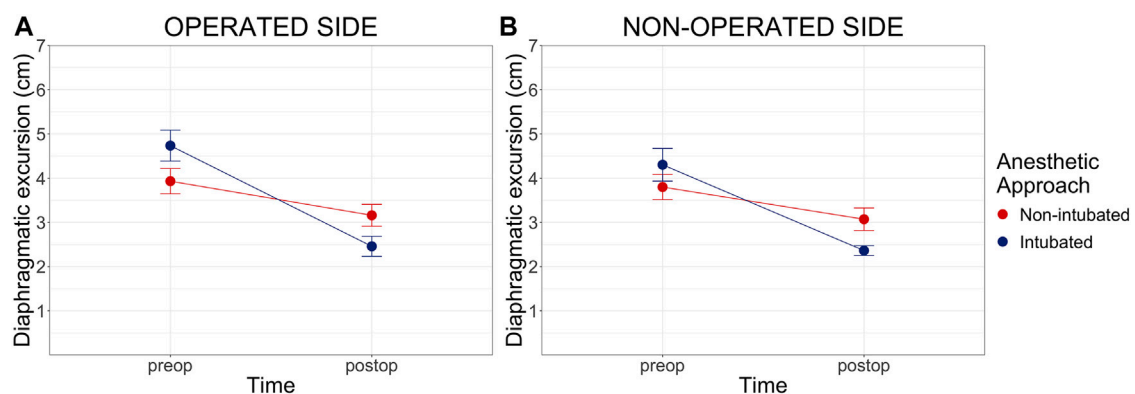 A OPERATED SIDE
Diaphragmatic excursion (cm)
7
6
5
4
3
2
1
preop postop
Time
B NON-OPERATED SIDE
Diaphragmatic excursion (cm)
7
6
5
4
3
2
1
preop postop
Time
Anesthetic
Approach
Non-intubated
Intubated